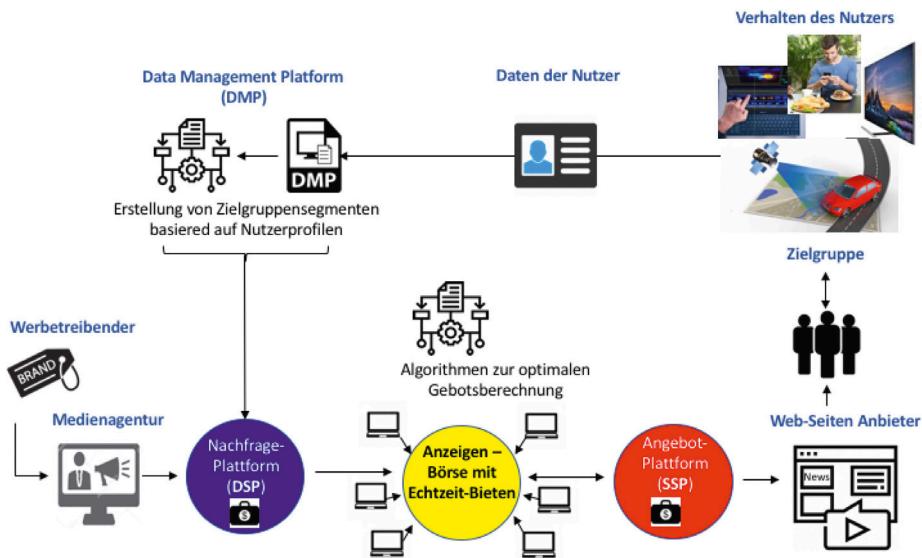 Verhalten des Nutzers
Data Management Platform
(DMP)
Daten der Nutzer
DMP
Erstellung von Zielgruppensegmenten
basiered auf Nutzerprofilen
Zielgruppe
Werbetreibender
BRAND
Algorithmen zur optimalen
Gebotsberechnung
Medienagentur
Web-Seiten Anbieter
Nachfrage-
Plattform
(DSP)
Anzeigen –
Börse mit
Echtzeit-Bieten
Angebot-
Plattform
(SSP)
News
$
$